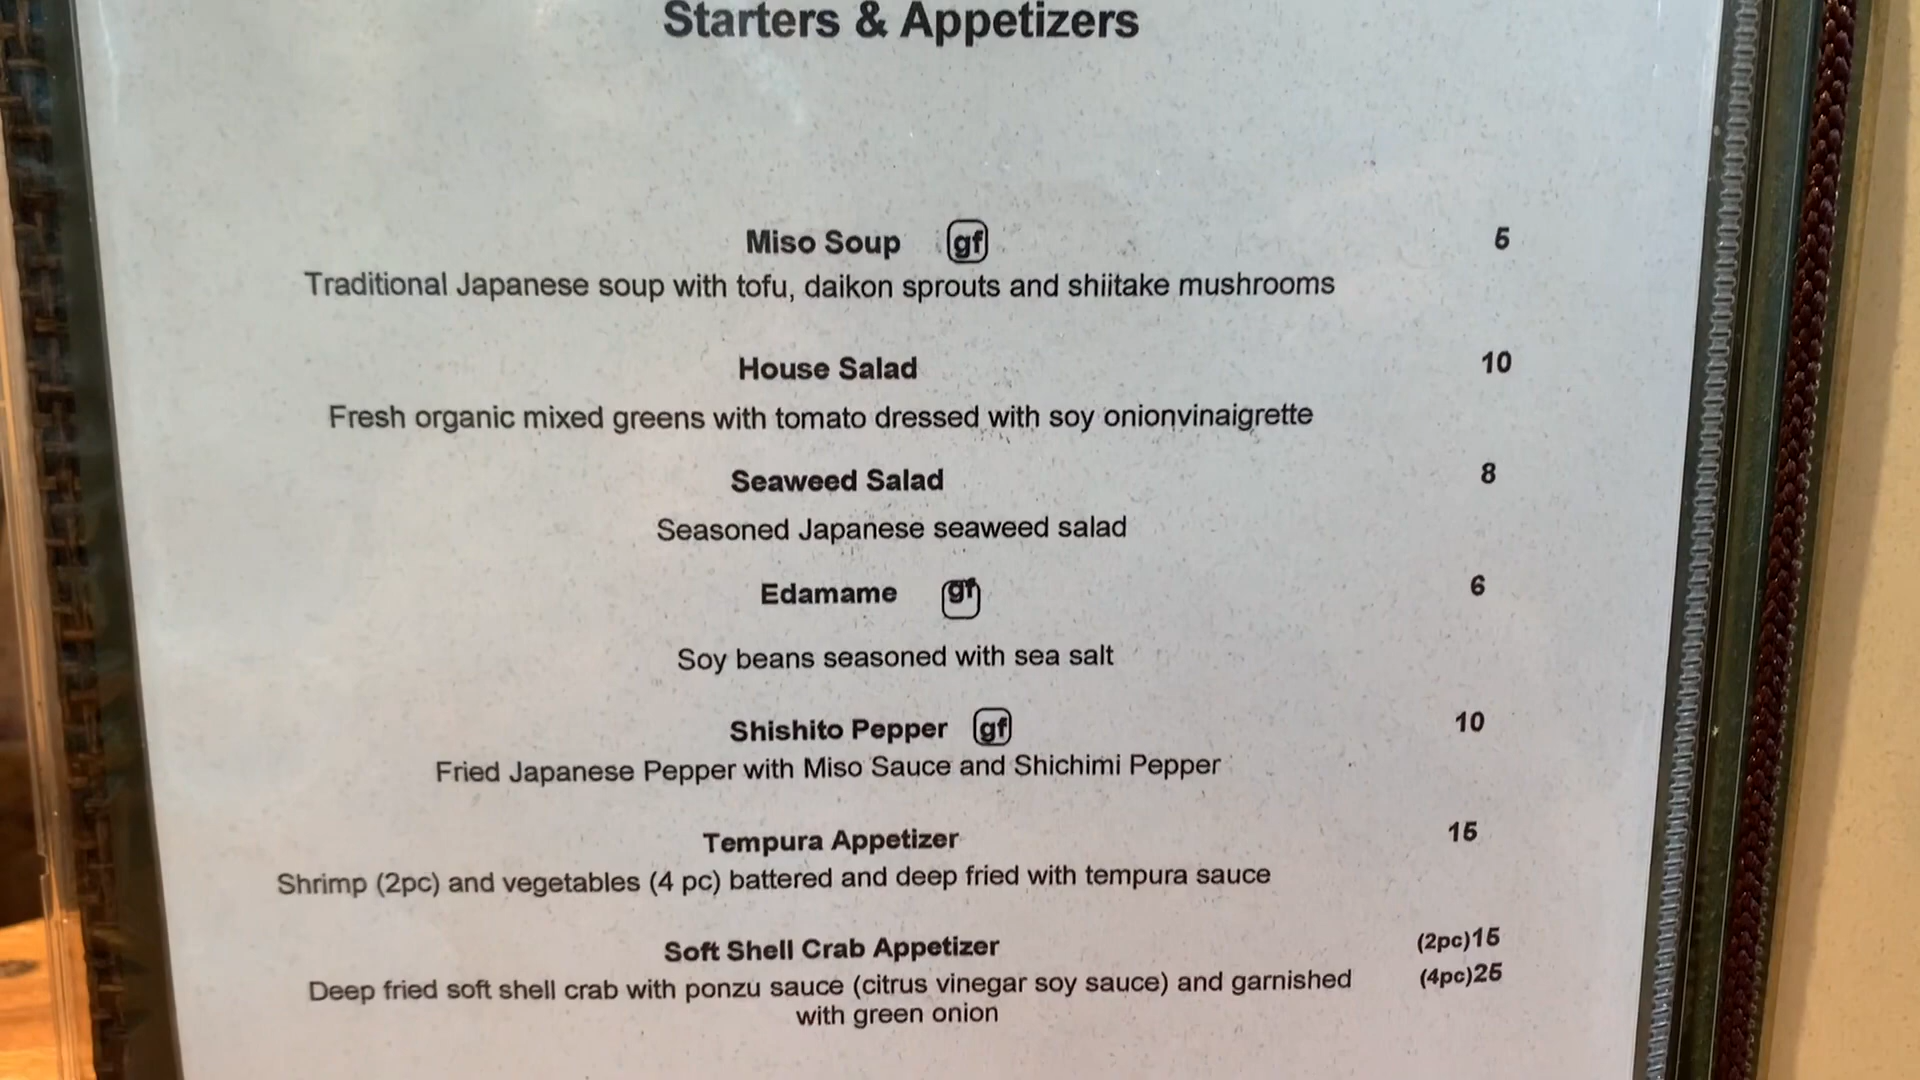 Starters & Appetizers
Miso Soup gf 5
Traditional Japanese soup with tofu, daikon sprouts and shiitake mushrooms
House Salad 10
Fresh organic mixed greens with tomato dressed with soy onionvinaigrette
Seaweed Salad 8
Seasoned Japanese seaweed salad
Edamame gf 6
Soy beans seasoned with sea salt
Shishito Pepper gf 10
Fried Japanese Pepper with Miso Sauce and Shichimi Pepper
Tempura Appetizer 15
Shrimp (2pc) and vegetables (4 pc) battered and deep fried with tempura sauce
Soft Shell Crab Appetizer (2pc)15
Deep fried soft shell crab with ponzu sauce (citrus vinegar soy sauce) and garnished (4pc)25
with green onion